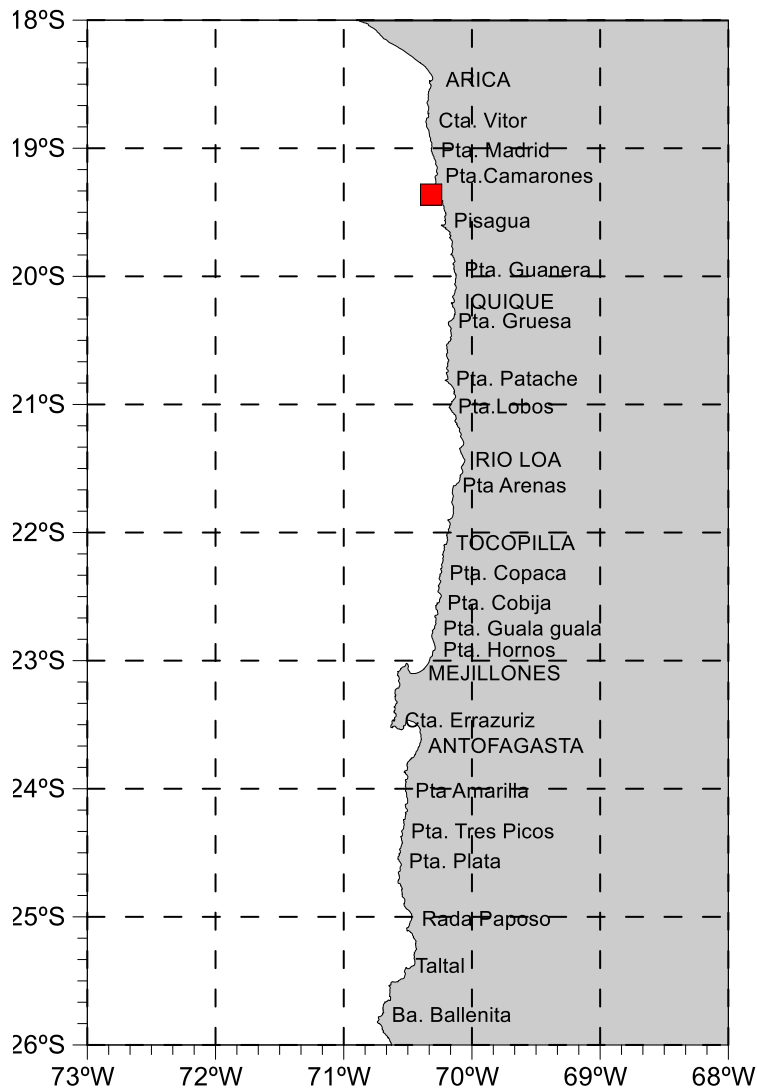 18ºS
ARICA
Cta. Vitor
19ºS
Pta. Madrid
Pta.Camarones
Pisagua
20ºS
Pta. Guanera
IQUIQUE
Pta. Gruesa
Pta. Patache
21ºS
Pta.Lobos
RIO LOA
Pta Arenas
22ºS
TOCOPILLA
Pta. Copaca
Pta. Cobija
Pta. Guala guala
Pta. Hornos
23ºS
MEJILLONES
Cta. Errazuriz
ANTOFAGASTA
24ºS
Pta Amarilla
Pta. Tres Picos
Pta. Plata
25ºS
Rada Paposo
Taltal
Ba. Ballenita
26ºS
73ºW 72ºW 71ºW 70ºW 69ºW 68ºW